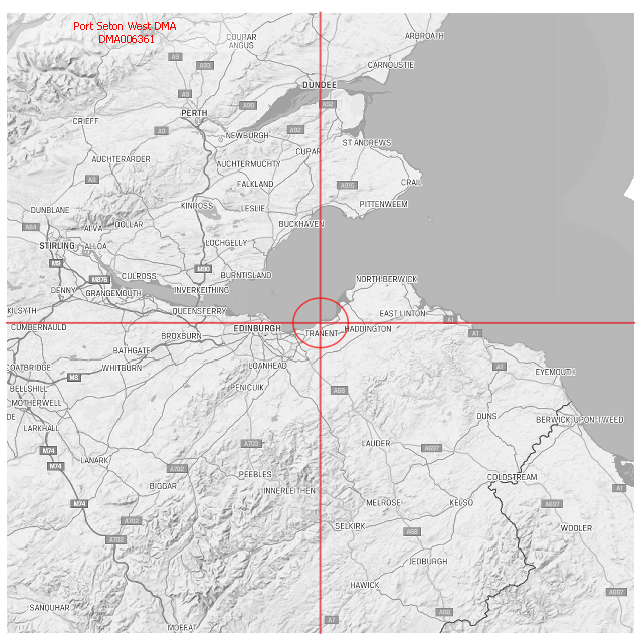 Port Seton West DMA
DMA006361
COUPAR
ANGUS
ARBROATH
A9
A93
CARNOUSTIE
DUNDEE
A9
A90
A92
PERTH
CRIEFF
A9
NEWBURGH
A92
ST ANDREWS
CUPAR
AUCHTERARDER
AUCHTERMUCHTY
A9
FALKLAND
A915
CRAIL
KINROSS
LESLIE
PITTENWEEM
DUNBLANE
A84
ALVA
DOLLAR
BUCKHAVEN
STIRLING
ALLOA
LOCHGELLY
M9
M90
CULROSS
BURNTISLAND
NORTH BERWICK
M876
DENNY
GRANGEMOUTH
INVERKEITHING
KILSYTH
QUEENSFERRY
EAST LINTON
A1
CUMBERNAULD
EDINBURGH
TRANENT
HADDINGTON
A1
BROXBURN
BATHGATE
COATBRIDGE
WHITBURN
LOANHEAD
A1
EYEMOUTH
M8
BELLSHILL
PENICUIK
A68
MOTHERWELL
DE
DUNS
BERWICK-UPON-TWEED
LARKHALL
M74
A703
LAUDER
A697
LANARK
M74
A702
PEEBLES
COLDSTREAM
BIGGAR
INNERLEITHEN
A1
M74
MELROSE
KELSO
A697
A702
SELKIRK
A68
WOOLER
A702
JEDBURGH
HAWICK
A697
SANQUHAR
A68
MOFFAT
A7